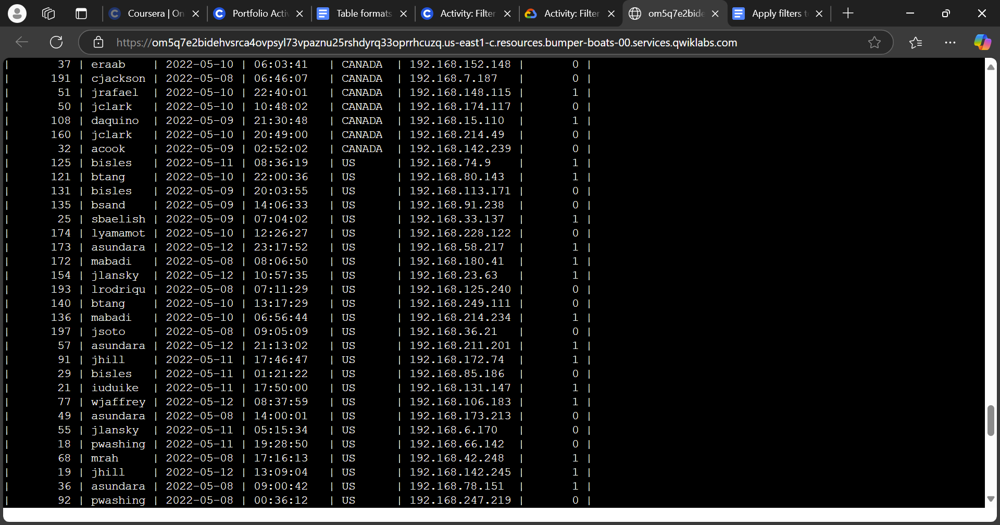 Coursera | On
Portfolio Activ
Table formats
Activity: Filter
Activity: Filter
om5q7e2bide
Apply filters t
https://om5q7e2bidehvsrca4ovpsyl73vpaznu25rshdyrq33oprrhcuzq.us-east1-c.resources.bumper-boats-00.services.qwiklabs.com
| 37 | eraab | 2022-05-10 | 06:03:41 | CANADA | 192.168.152.148 | 0 |
| 191 | cjackson | 2022-05-08 | 06:46:07 | CANADA | 192.168.7.187 | 0 |
| 51 | jrafael | 2022-05-10 | 22:40:01 | CANADA | 192.168.148.115 | 1 |
| 50 | jclark | 2022-05-10 | 10:48:02 | CANADA | 192.168.174.117 | 0 |
| 108 | daquino | 2022-05-09 | 21:30:48 | CANADA | 192.168.15.110 | 1 |
| 160 | jclark | 2022-05-10 | 20:49:00 | CANADA | 192.168.214.49 | 0 |
| 32 | acook | 2022-05-09 | 02:52:02 | CANADA | 192.168.142.239 | 0 |
| 125 | bisles | 2022-05-11 | 08:36:19 | US | 192.168.74.9 | 1 |
| 121 | btang | 2022-05-10 | 22:00:36 | US | 192.168.80.143 | 1 |
| 131 | bisles | 2022-05-09 | 20:03:55 | US | 192.168.113.171 | 0 |
| 135 | bsand | 2022-05-09 | 14:06:33 | US | 192.168.91.238 | 0 |
| 25 | sbaelish | 2022-05-09 | 07:04:02 | US | 192.168.33.137 | 1 |
| 174 | lyamamot | 2022-05-10 | 12:26:27 | US | 192.168.228.122 | 0 |
| 173 | asundara | 2022-05-12 | 23:17:52 | US | 192.168.58.217 | 1 |
| 172 | mabadi | 2022-05-08 | 08:06:50 | US | 192.168.180.41 | 1 |
| 154 | jlansky | 2022-05-12 | 10:57:35 | US | 192.168.23.63 | 1 |
| 193 | lrodriqu | 2022-05-08 | 07:11:29 | US | 192.168.125.240 | 0 |
| 140 | btang | 2022-05-10 | 13:17:29 | US | 192.168.249.111 | 0 |
| 136 | mabadi | 2022-05-10 | 06:56:44 | US | 192.168.214.234 | 1 |
| 197 | jsoto | 2022-05-08 | 09:05:09 | US | 192.168.36.21 | 0 |
| 57 | asundara | 2022-05-12 | 21:13:02 | US | 192.168.211.201 | 1 |
| 91 | jhill | 2022-05-11 | 17:46:47 | US | 192.168.172.74 | 1 |
| 29 | bisles | 2022-05-11 | 01:21:22 | US | 192.168.85.186 | 0 |
| 21 | iuduike | 2022-05-11 | 17:50:00 | US | 192.168.131.147 | 1 |
| 77 | wjaffrey | 2022-05-12 | 08:37:59 | US | 192.168.106.183 | 1 |
| 49 | asundara | 2022-05-08 | 14:00:01 | US | 192.168.173.213 | 0 |
| 55 | jlansky | 2022-05-11 | 05:15:34 | US | 192.168.6.170 | 0 |
| 18 | pwashing | 2022-05-11 | 19:28:50 | US | 192.168.66.142 | 0 |
| 68 | mrah | 2022-05-08 | 17:16:13 | US | 192.168.42.248 | 1 |
| 19 | jhill | 2022-05-12 | 13:09:04 | US | 192.168.142.245 | 1 |
| 36 | asundara | 2022-05-08 | 09:00:42 | US | 192.168.78.151 | 1 |
| 92 | pwashing | 2022-05-08 | 00:36:12 | US | 192.168.247.219 | 0 |